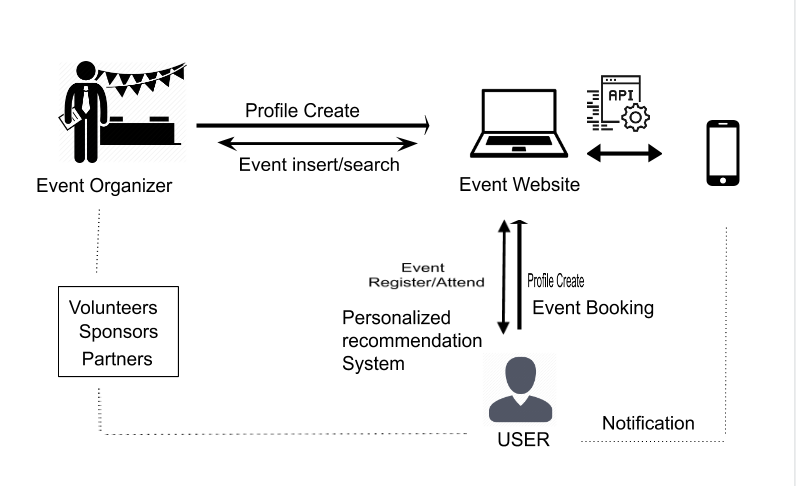 API
Profile Create
Event insert/search
Event Organizer
Event Website
Event
Register/Attend
Profile Create
Event Booking
Volunteers
Sponsors
Partners
Personalized
recommendation
System
Notification
USER